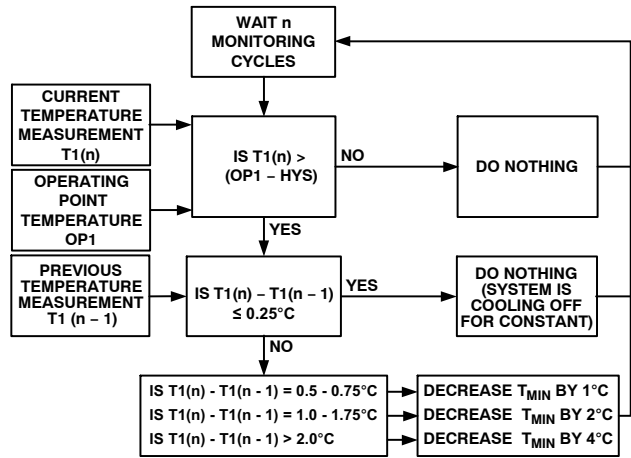 WAIT n
MONITORING
CYCLES
CURRENT
TEMPERATURE
MEASUREMENT
T1(n)
IS T1(n) >
(OP1 – HYS)
NO
DO NOTHING
OPERATING
POINT
TEMPERATURE
OP1
YES
PREVIOUS
TEMPERATURE
MEASUREMENT
T1 (n – 1)
IS T1(n) – T1(n – 1)
≤ 0.25°C
YES
DO NOTHING
(SYSTEM IS
COOLING OFF
FOR CONSTANT)
NO
IS T1(n) - T1(n - 1) = 0.5 - 0.75°C
DECREASE TMIN BY 1°C
IS T1(n) - T1(n - 1) = 1.0 - 1.75°C
DECREASE TMIN BY 2°C
IS T1(n) - T1(n - 1) > 2.0°C
DECREASE TMIN BY 4°C